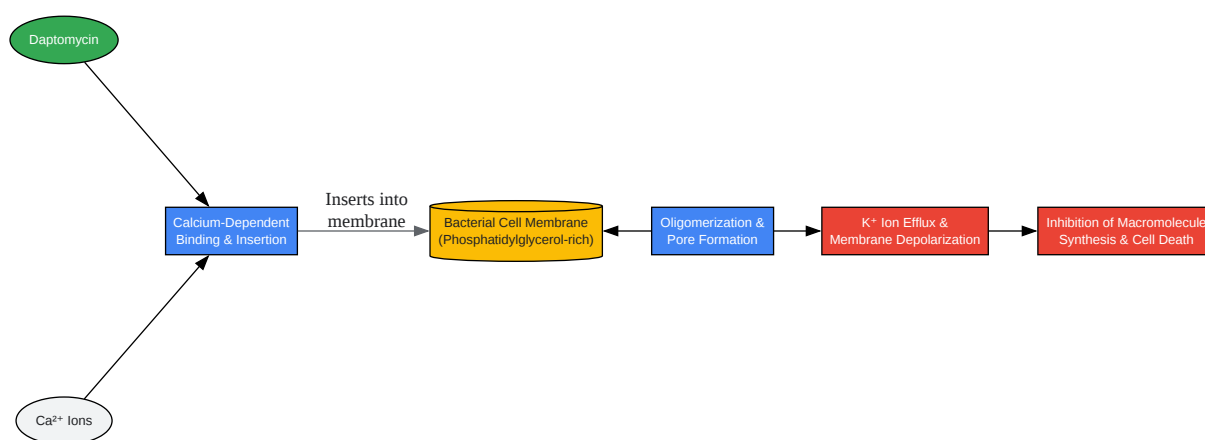 Daptomycin
Calcium-Dependent
Binding & Insertion
Inserts into
membrane
Bacterial Cell Membrane
(Phosphatidylglycerol-rich)
Oligomerization &
Pore Formation
K⁺ Ion Efflux &
Membrane Depolarization
Inhibition of Macromolecule
Synthesis & Cell Death
Ca²⁺ Ions